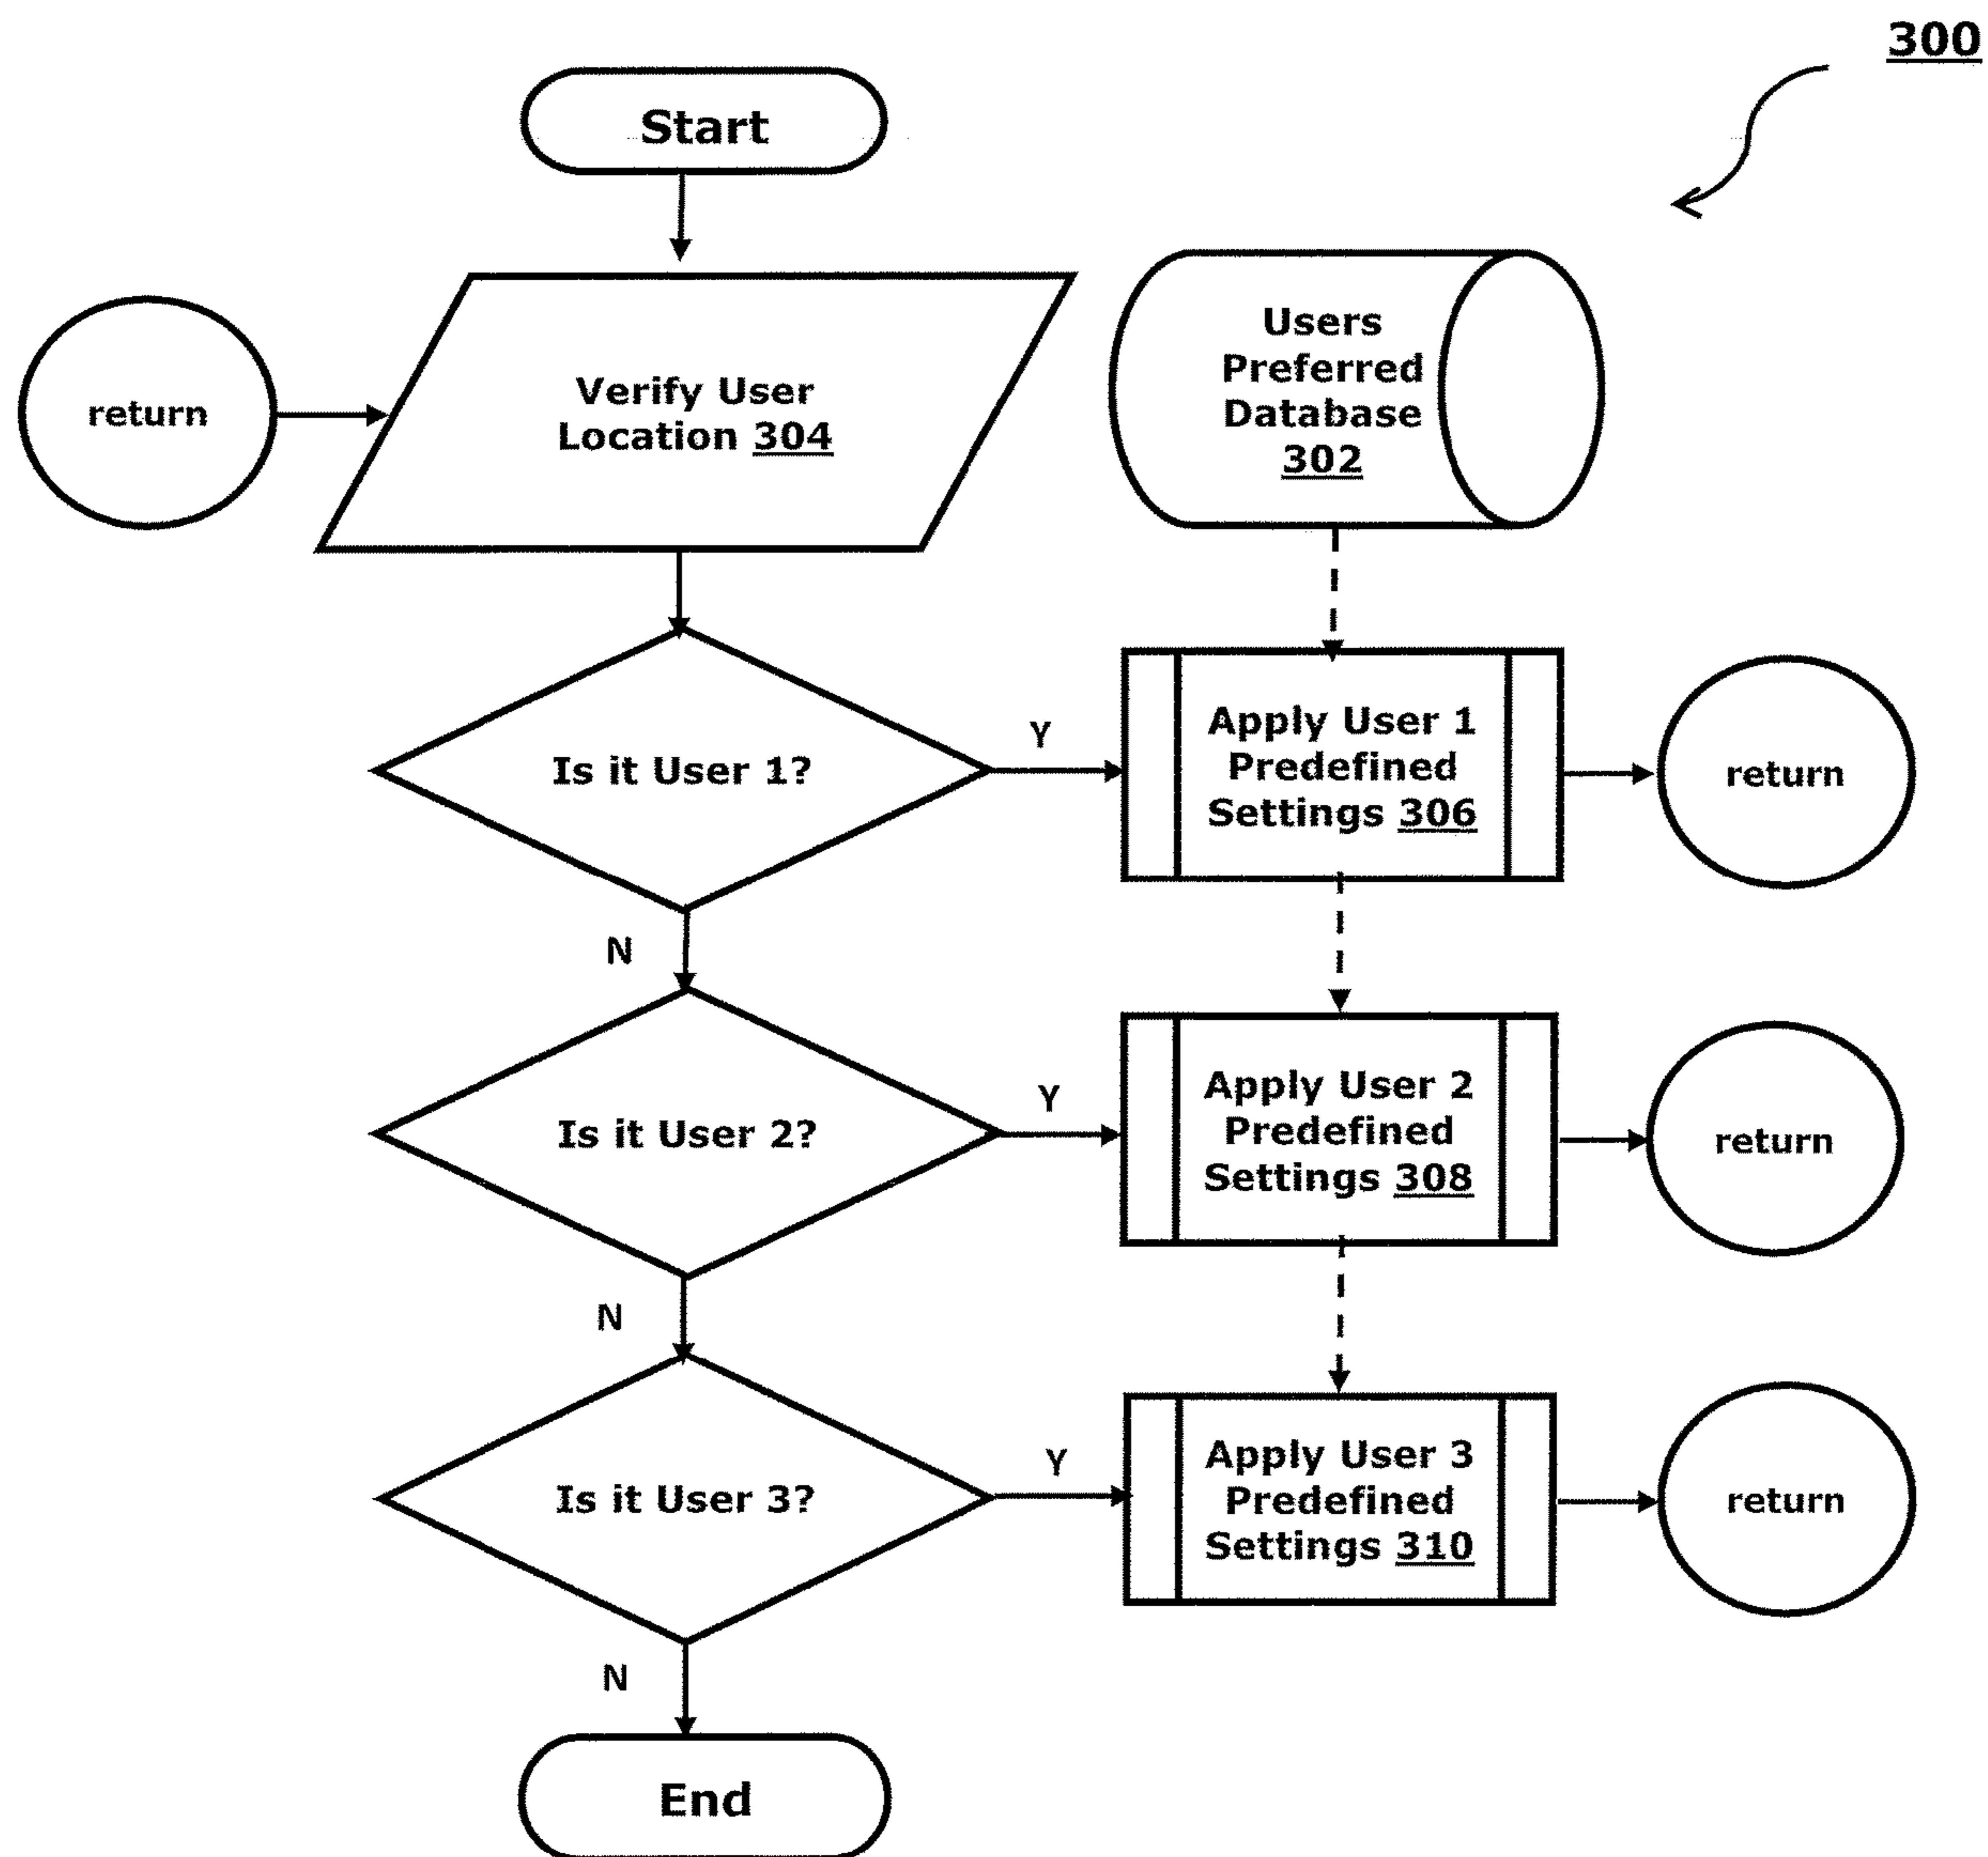 300
Start
Users
Preferred
Database
302
return
Verify User
Location 304
Is it User 1?
Y
Apply User 1
Predefined
Settings 306
return
N
Is it User 2?
Y
Apply User 2
Predefined
Settings 308
return
N
Is it User 3?
Y
Apply User 3
Predefined
Settings 310
return
N
End